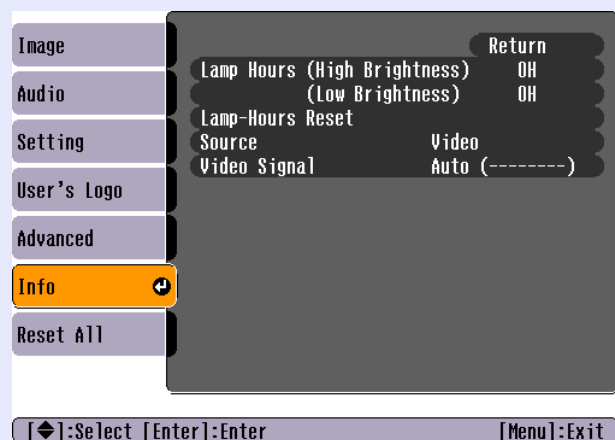 Image
Audio
Setting
User's Logo
Advanced
Info
Reset All
Return
Lamp Hours (High Brightness) 0H
(Low Brightness) 0H
Lamp-Hours Reset
Source Video
Video Signal Auto (--------)
[◆]:Select [Enter]:Enter [Menu]:Exit